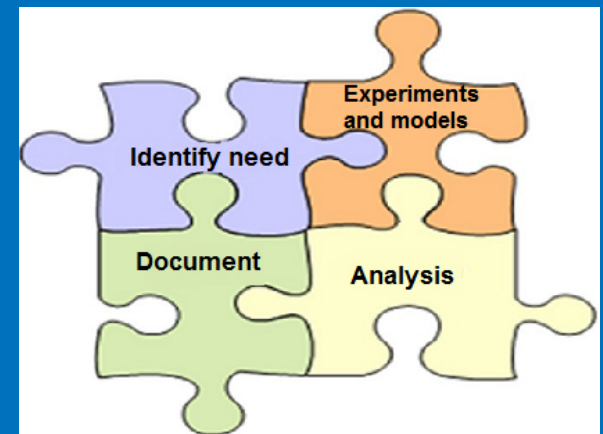 Experiments
and models
Identify need
Document
Analysis